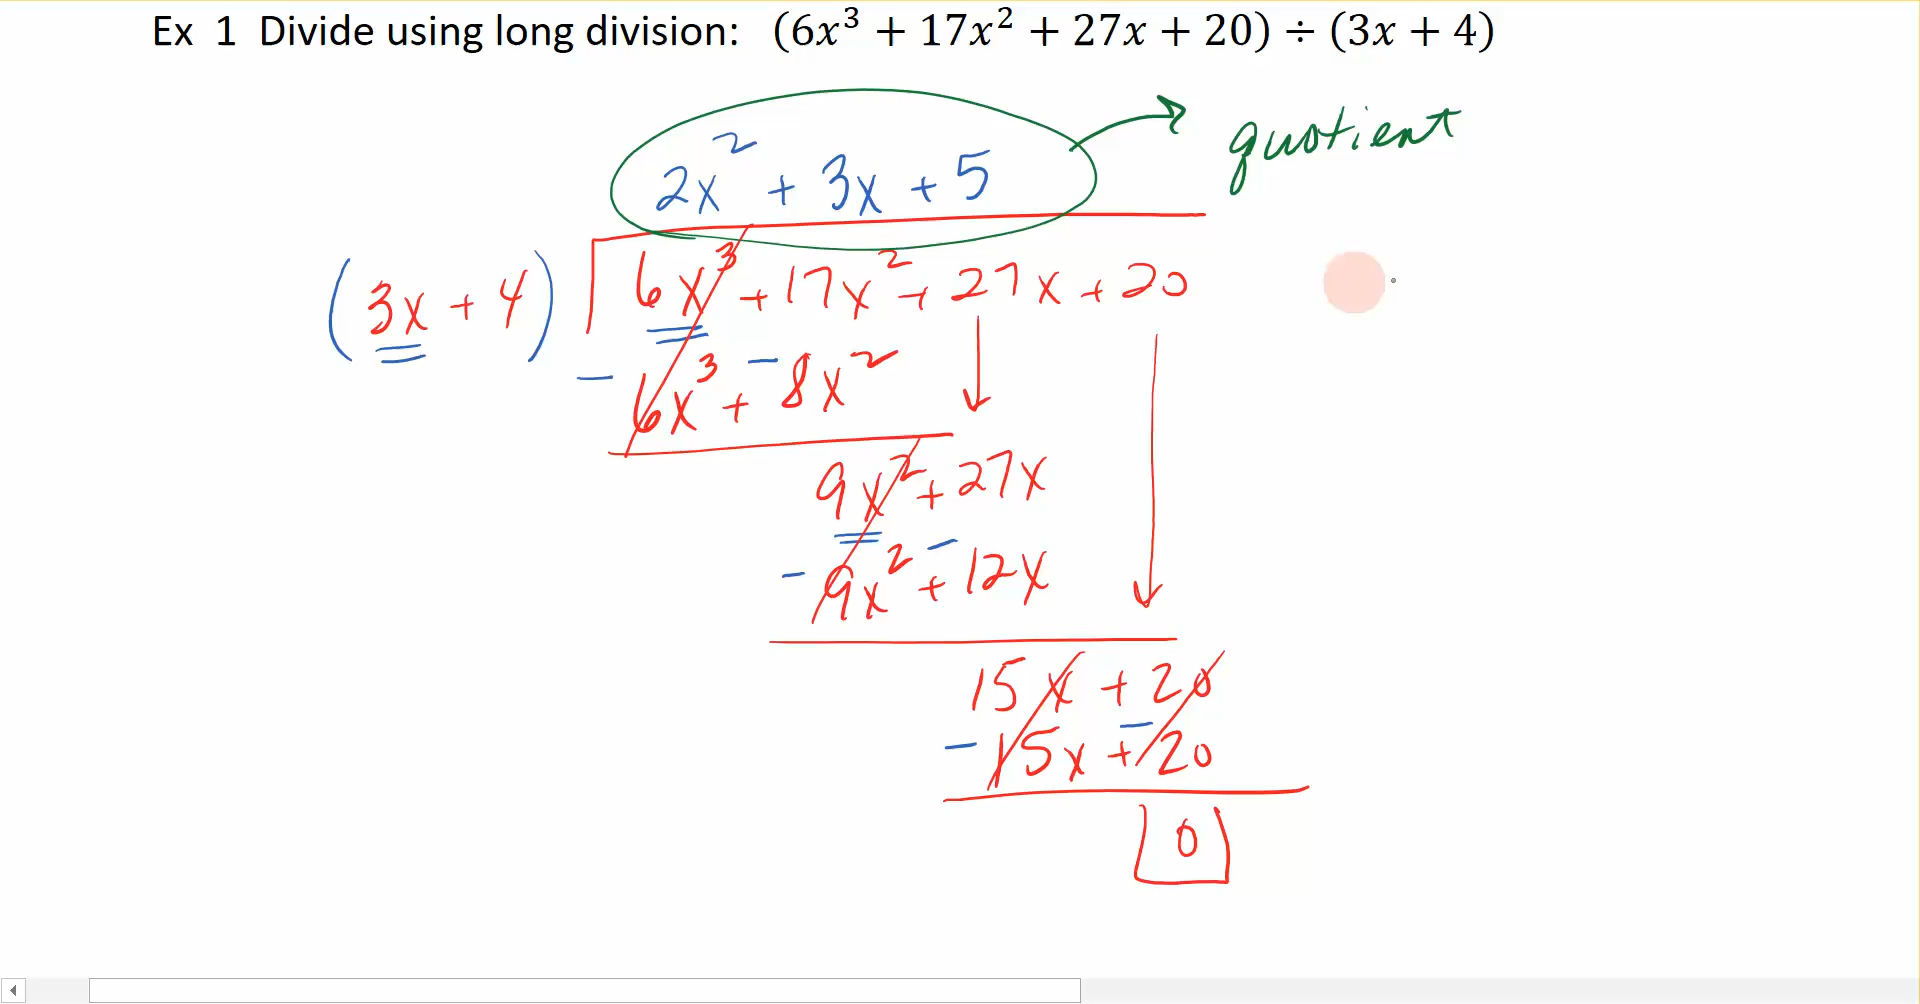 Ex 1 Divide using long division: (6x³ + 17x² + 27x + 20) ÷ (3x + 4)
2x² + 3x + 5 quotient
(3x + 4) 6x³ + 17x² + 27x + 20
- 6x³ + - 8x²
9x² + 27x
- 9x² + - 12x
15x + 20
- 15x + - 20
0